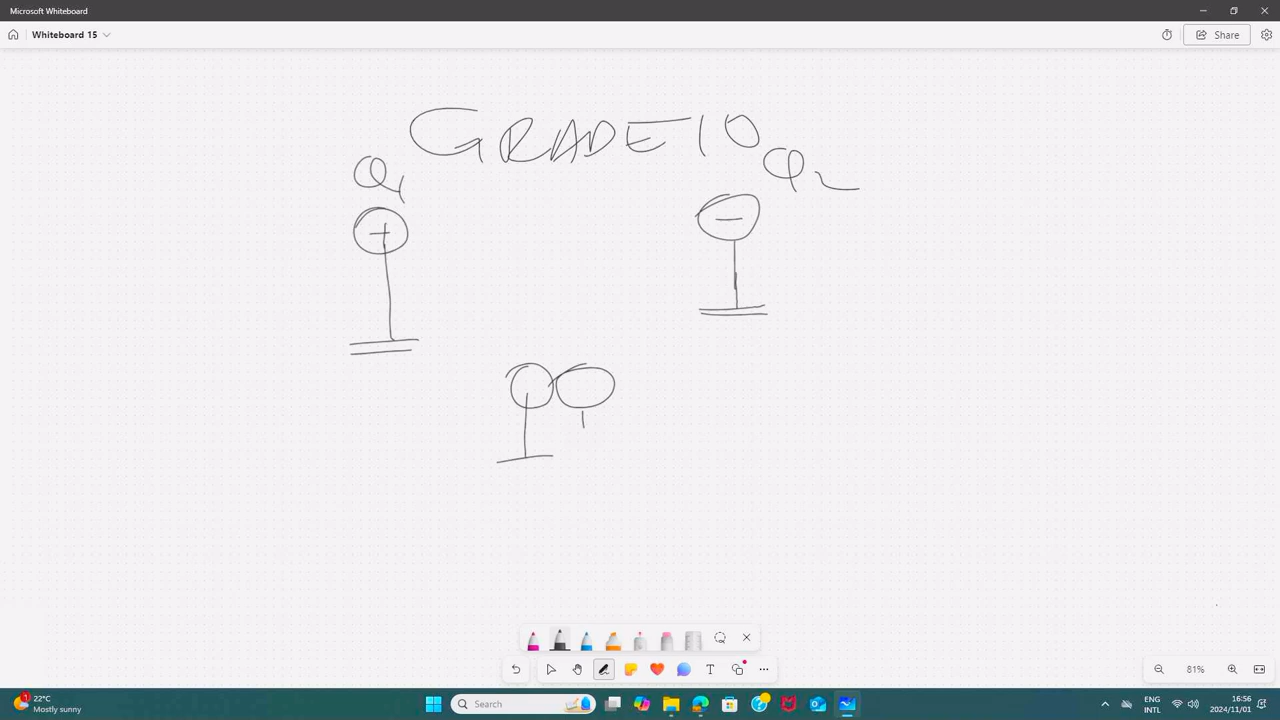 Microsoft Whiteboard
Whiteboard 15
Share
GRADE 10
Q1
Q2
+
−
81%
22°C
Mostly sunny
Search
ENG
INTL
16:56
2024/11/01